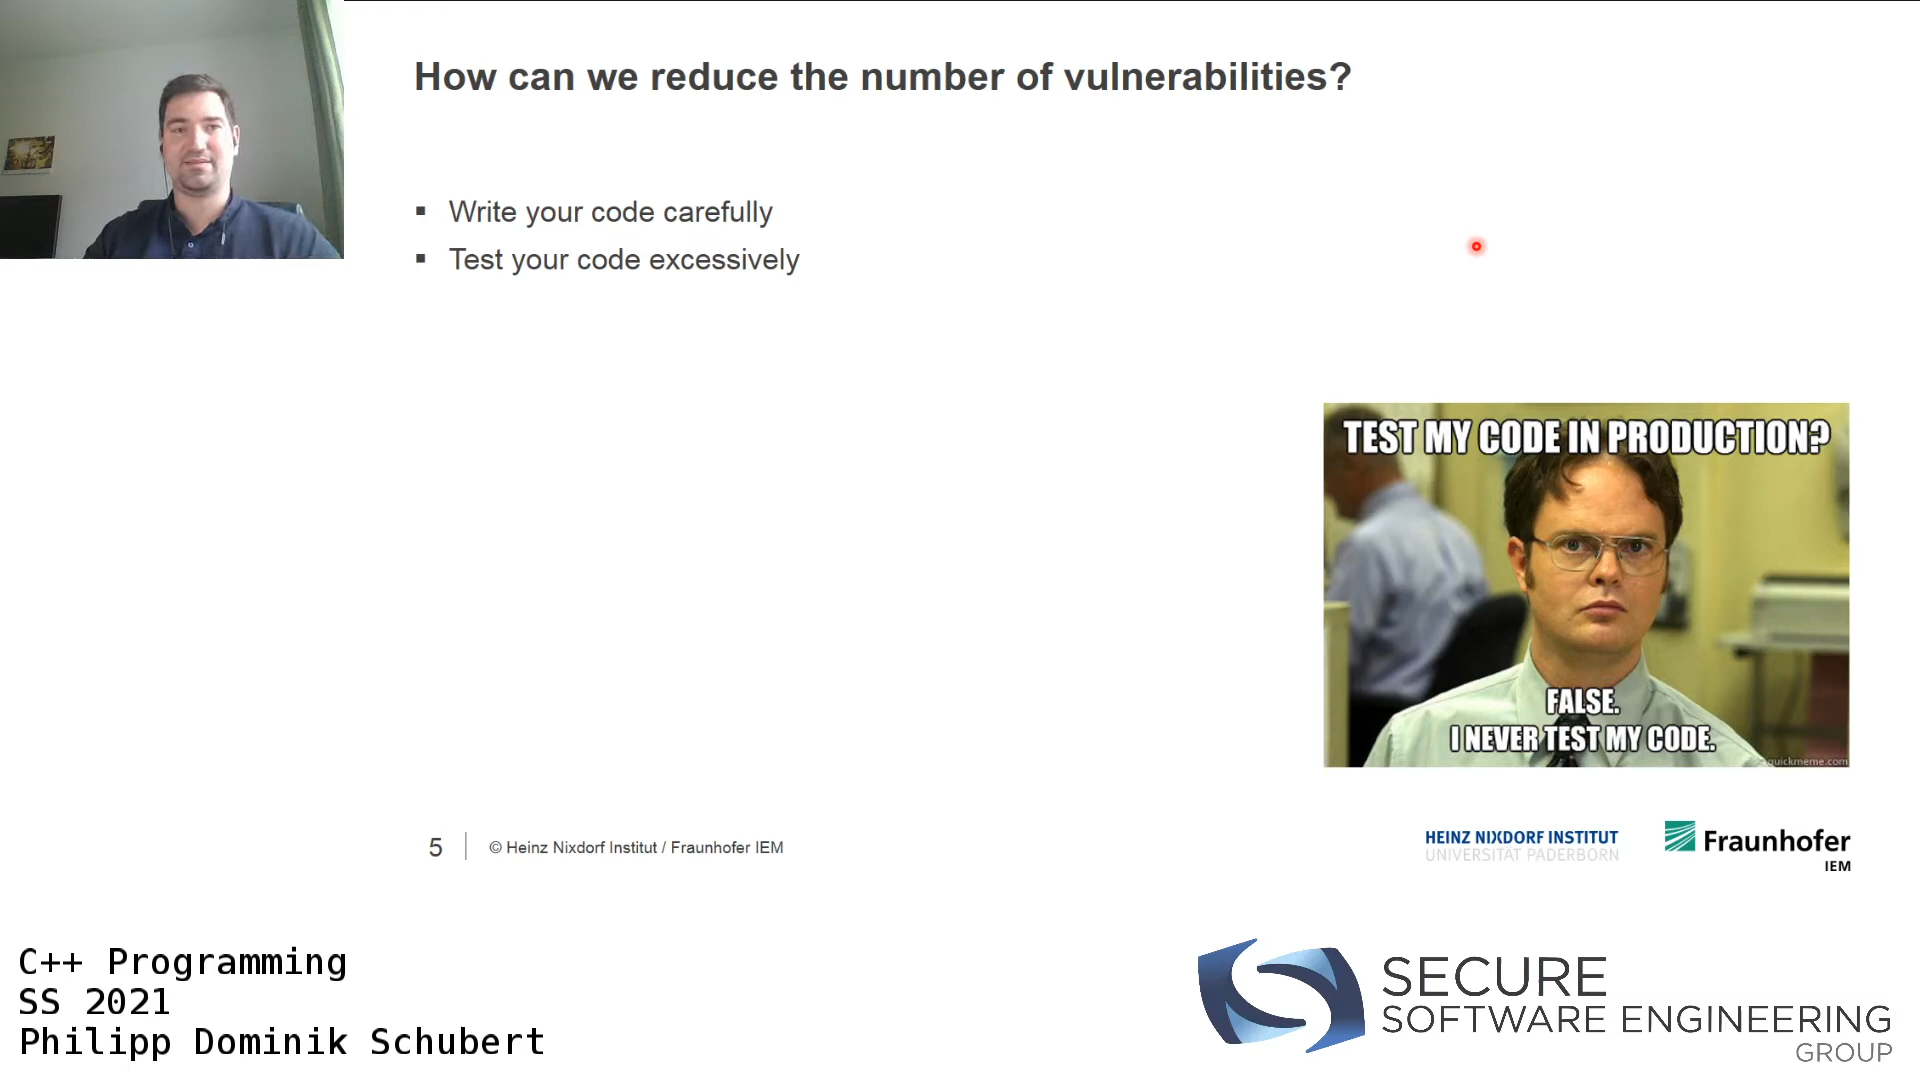 How can we reduce the number of vulnerabilities?
▪ Write your code carefully
▪ Test your code excessively
TEST MY CODE IN PRODUCTION?
FALSE.
I NEVER TEST MY CODE.
quickmeme.com
5
© Heinz Nixdorf Institut / Fraunhofer IEM
HEINZ NIXDORF INSTITUT
UNIVERSITÄT PADERBORN
Fraunhofer
IEM
C++ Programming
SS 2021
Philipp Dominik Schubert
SECURE
SOFTWARE ENGINEERING
GROUP